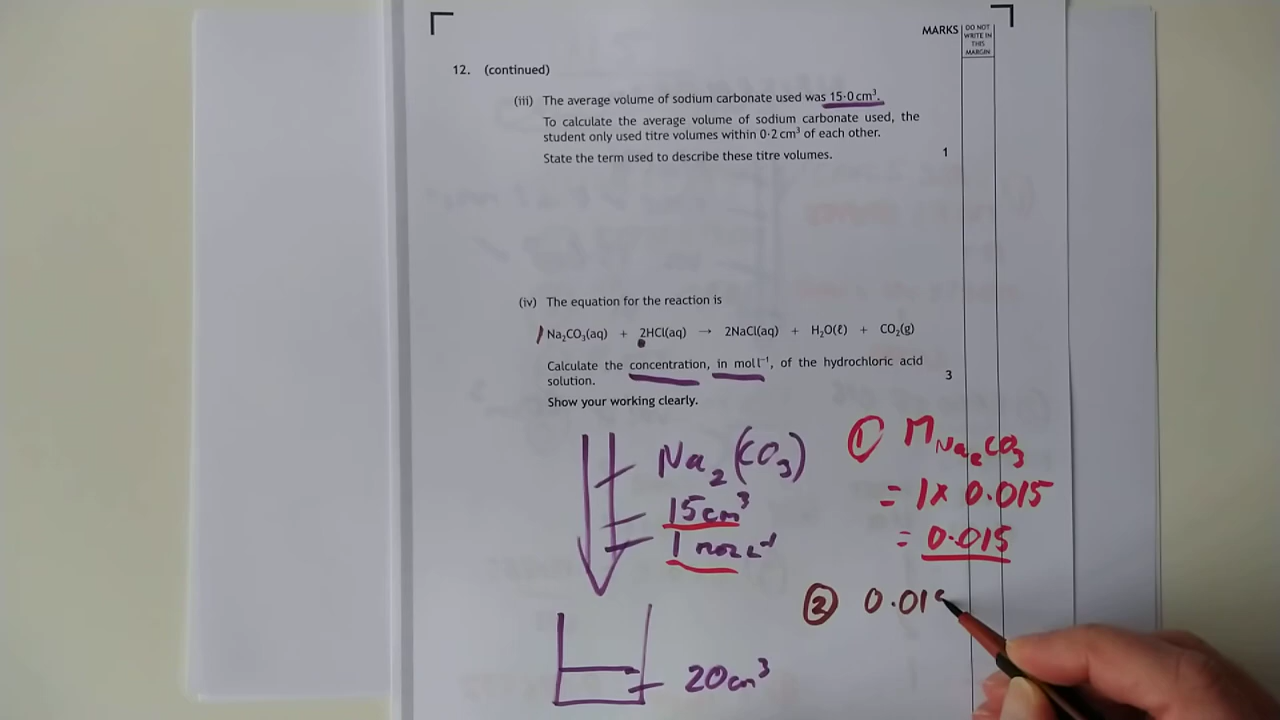 MARKS
DO NOT
WRITE IN
THIS
MARGIN
12. (continued)
(iii) The average volume of sodium carbonate used was 15·0 cm³.
To calculate the average volume of sodium carbonate used, the
student only used titre volumes within 0·2 cm³ of each other.
State the term used to describe these titre volumes. 1
(iv) The equation for the reaction is
1 Na₂CO₃(aq) + 2HCl(aq) → 2NaCl(aq) + H₂O(ℓ) + CO₂(g)
Calculate the concentration, in mol l⁻¹, of the hydrochloric acid
solution. 3
Show your working clearly.
Na₂(CO₃)
15cm³
1 mol L⁻¹
20cm³
① n Na₂CO₃
= 1 × 0.015
= 0.015
② 0.01